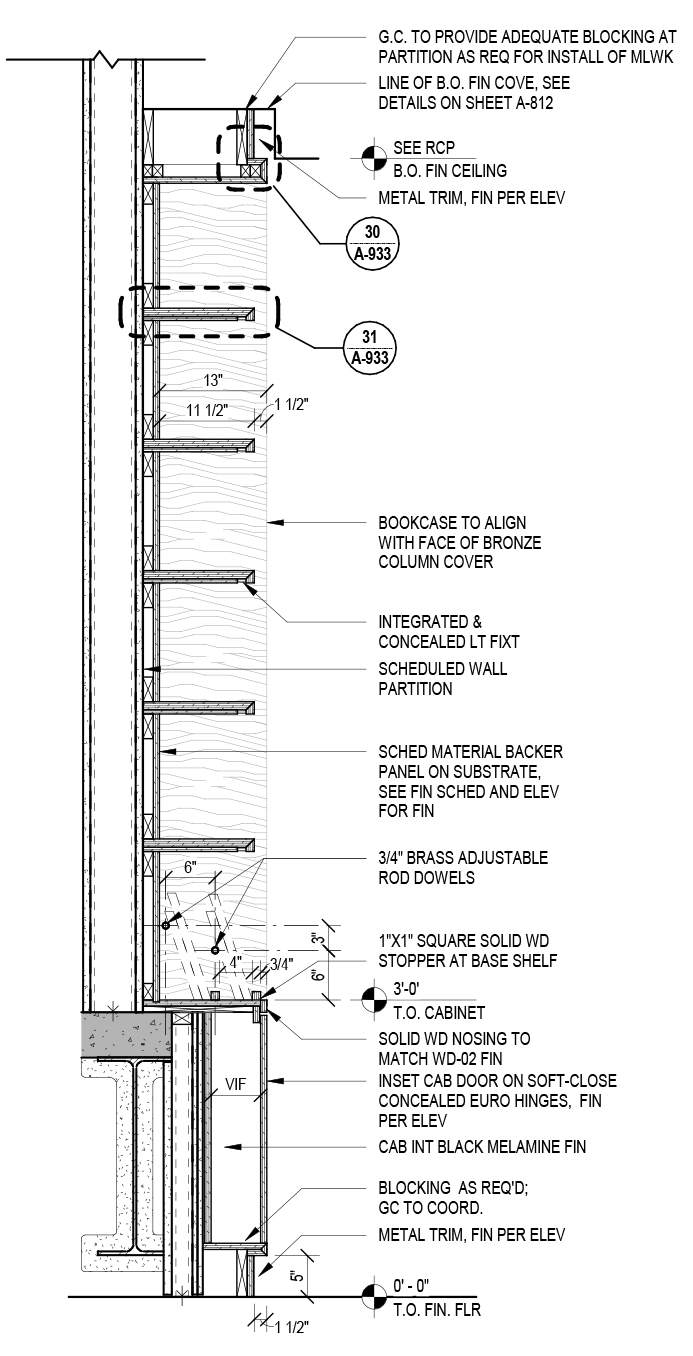 G.C. TO PROVIDE ADEQUATE BLOCKING AT
PARTITION AS REQ FOR INSTALL OF MLWK
LINE OF B.O. FIN COVE, SEE
DETAILS ON SHEET A-812
SEE RCP
B.O. FIN CEILING
METAL TRIM, FIN PER ELEV
30
A-933
31
A-933
13"
11 1/2"
1 1/2"
BOOKCASE TO ALIGN
WITH FACE OF BRONZE
COLUMN COVER
INTEGRATED &
CONCEALED LT FIXT
SCHEDULED WALL
PARTITION
SCHED MATERIAL BACKER
PANEL ON SUBSTRATE,
SEE FIN SCHED AND ELEV
FOR FIN
3/4" BRASS ADJUSTABLE
ROD DOWELS
6"
3"
6"
4"
3/4"
1"X1" SQUARE SOLID WD
STOPPER AT BASE SHELF
3'-0'
T.O. CABINET
SOLID WD NOSING TO
MATCH WD-02 FIN
VIF
INSET CAB DOOR ON SOFT-CLOSE
CONCEALED EURO HINGES,  FIN
PER ELEV
CAB INT BLACK MELAMINE FIN
BLOCKING  AS REQ'D;
GC TO COORD.
METAL TRIM, FIN PER ELEV
5"
0' - 0"
T.O. FIN. FLR
1 1/2"